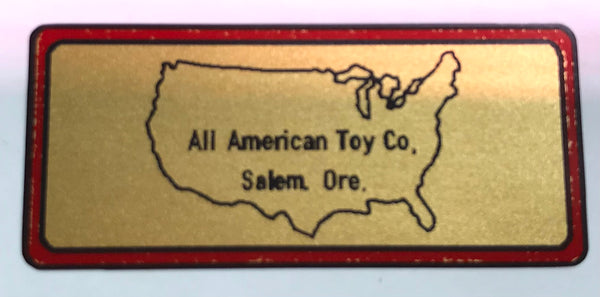 All American Toy Co.
Salem. Ore.